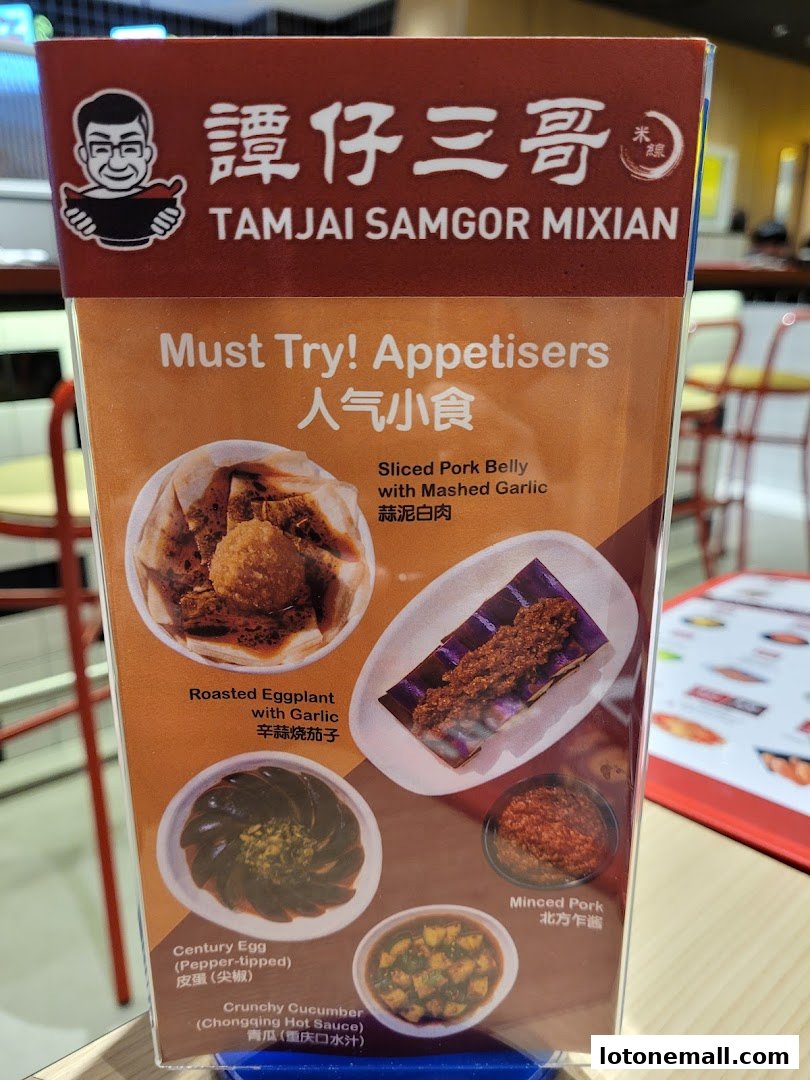 譚仔三哥
米線
TAMJAI SAMGOR MIXIAN
Must Try! Appetisers
人气小食
Sliced Pork Belly
with Mashed Garlic
蒜泥白肉
Roasted Eggplant
with Garlic
辛蒜烧茄子
Minced Pork
北方乍酱
Century Egg
(Pepper-tipped)
皮蛋(尖椒)
Crunchy Cucumber
(Chongqing Hot Sauce)
青瓜(重庆口水汁)
lotonemall.com